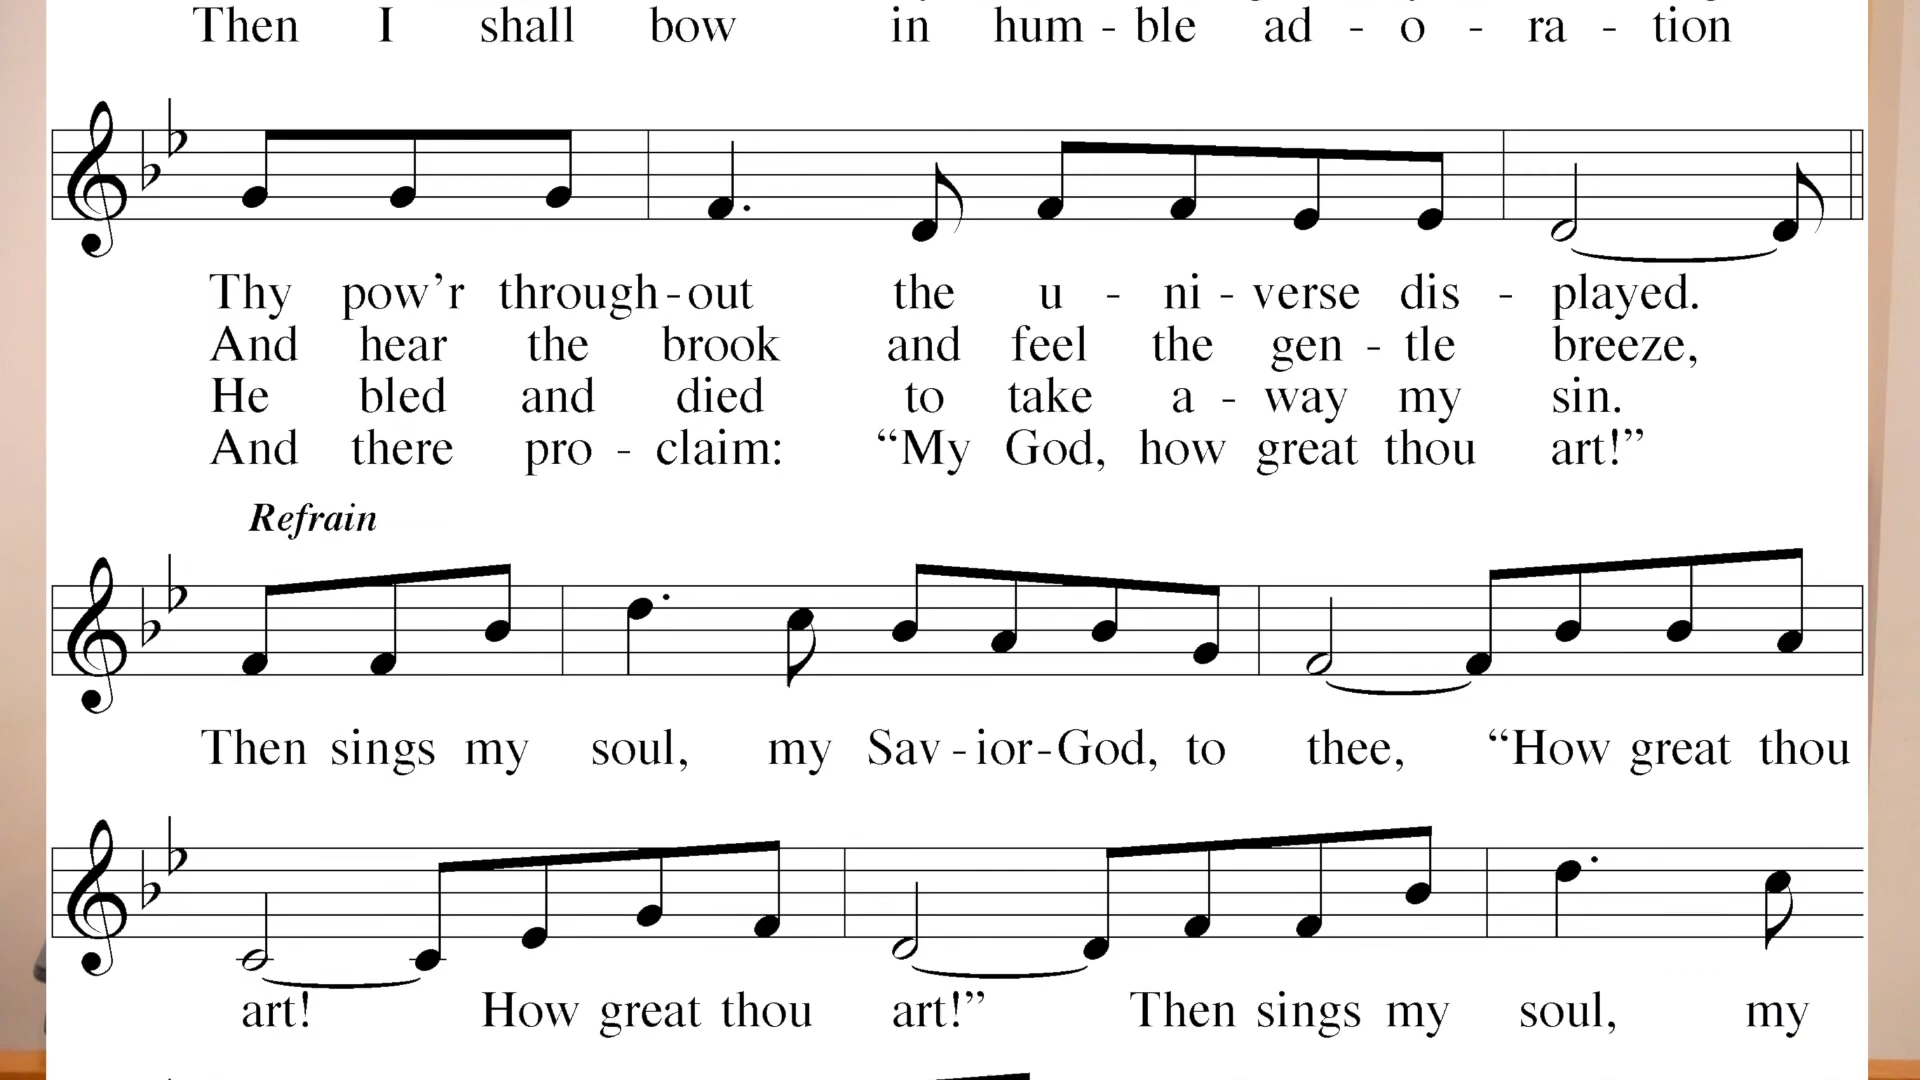 Then I shall bow in hum - ble ad - o - ra - tion
Thy pow’r through - out the u - ni - verse dis - played.
And hear the brook and feel the gen - tle breeze,
He bled and died to take a - way my sin.
And there pro - claim: “My God, how great thou art!”
Refrain
Then sings my soul, my Sav - ior - God, to thee, “How great thou
art! How great thou art!” Then sings my soul, my